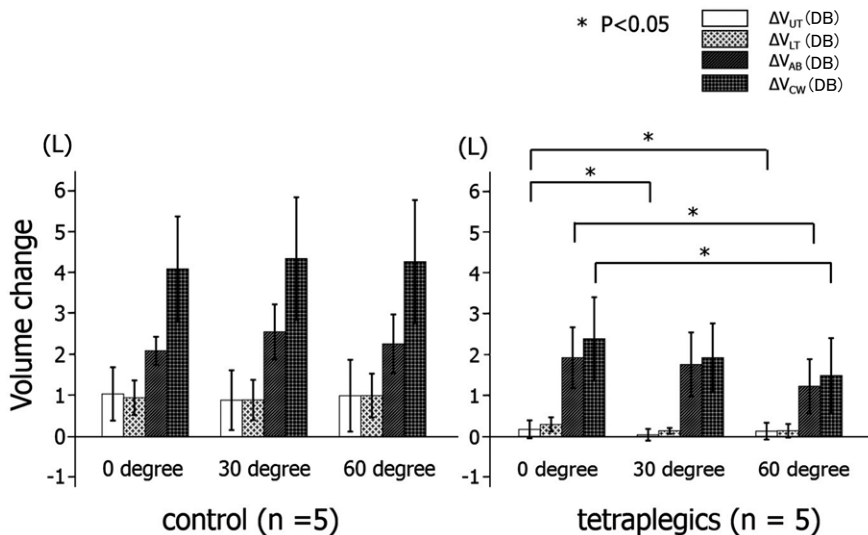 * P<0.05
ΔV_UT(DB)
ΔV_LT(DB)
ΔV_AB(DB)
ΔV_CW(DB)
(L)
Volume change
6
5
4
3
2
1
0
-1
0 degree 30 degree 60 degree
control (n =5)
(L)
*
*
*
*
6
5
4
3
2
1
0
-1
0 degree 30 degree 60 degree
tetraplegics (n = 5)